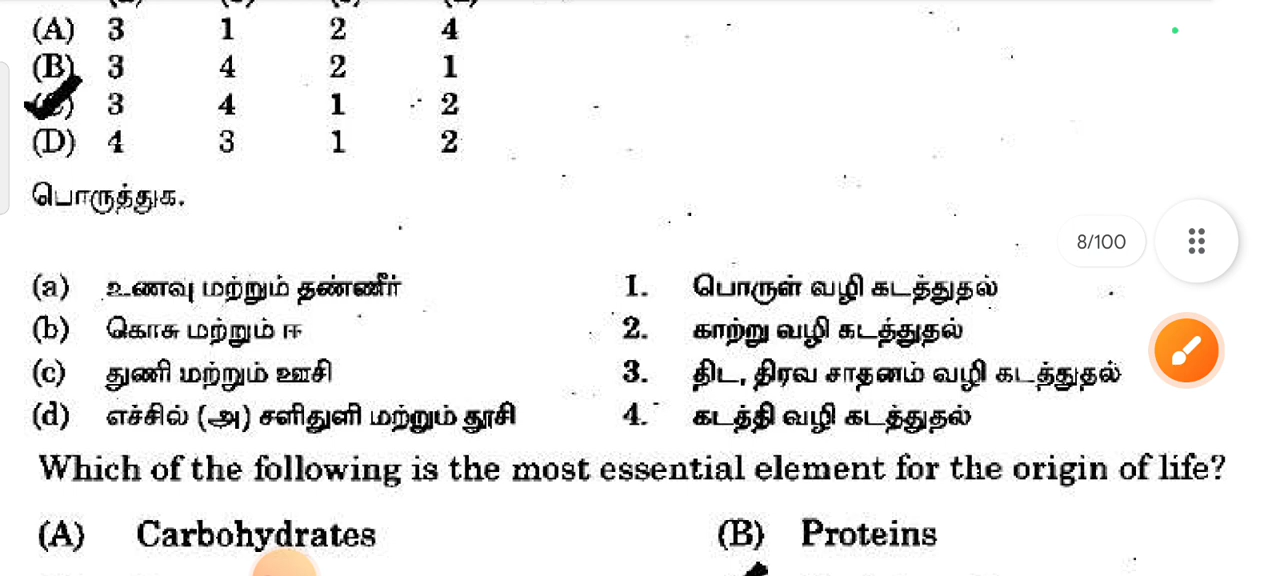 (A) 3 1 2 4
(B) 3 4 2 1
(C) 3 4 1 2
(D) 4 3 1 2
பொருத்துக.
8/100
(a) உணவு மற்றும் தண்ணீர் 1. பொருள் வழி கடத்துதல்
(b) கொசு மற்றும் ஈ 2. காற்று வழி கடத்துதல்
(c) துணி மற்றும் ஊசி 3. திட, திரவ சாதனம் வழி கடத்துதல்
(d) எச்சில் (அ) சளிதுளி மற்றும் தூசி 4. கடத்தி வழி கடத்துதல்
Which of the following is the most essential element for the origin of life?
(A) Carbohydrates (B) Proteins